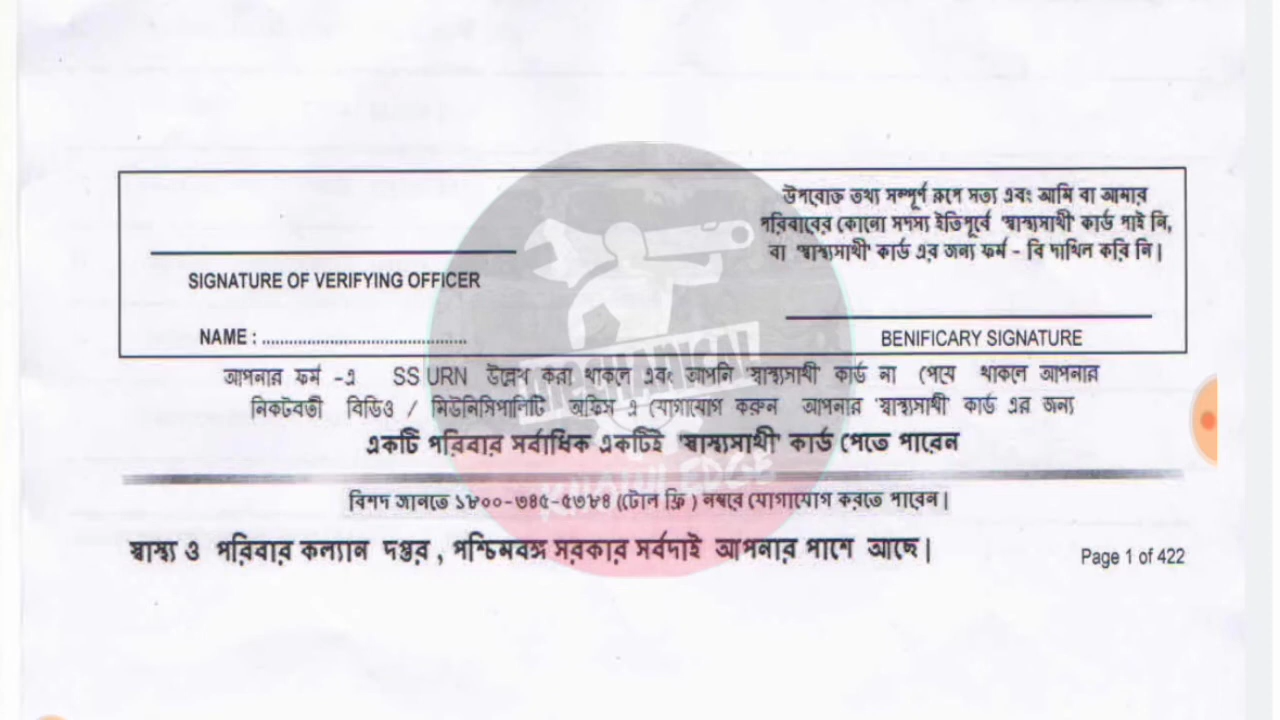 উপরোক্ত তথ্য সম্পূর্ণ রূপে সত্য এবং আমি বা আমার
পরিবারের কোনো সদস্য ইতিপূর্বে 'স্বাস্থ্যসাথী' কার্ড পাই নি,
বা 'স্বাস্থ্যসাথী' কার্ড এর জন্য ফর্ম - বি দাখিল করি নি।
SIGNATURE OF VERIFYING OFFICER
NAME : ..............................................
BENIFICARY SIGNATURE
MECHANICAL
আপনার ফর্ম -এ SS URN উল্লেখ করা থাকলে এবং আপনি 'স্বাস্থ্যসাথী' কার্ড না পেয়ে থাকলে আপনার
নিকটবর্তী বিডিও / মিউনিসিপালিটি অফিস এ যোগাযোগ করুন আপনার 'স্বাস্থ্যসাথী' কার্ড এর জন্য
একটি পরিবার সর্বাধিক একটিই 'স্বাস্থ্যসাথী' কার্ড পেতে পারেন
KNOWLEDGE
বিশদ জানতে ১৮০০-৩৪৫-৫৩৮৪ (টোল ফ্রি ) নম্বরে যোগাযোগ করতে পারেন।
স্বাস্থ্য ও পরিবার কল্যান দপ্তর , পশ্চিমবঙ্গ সরকার সর্বদাই আপনার পাশে আছে।
Page 1 of 422